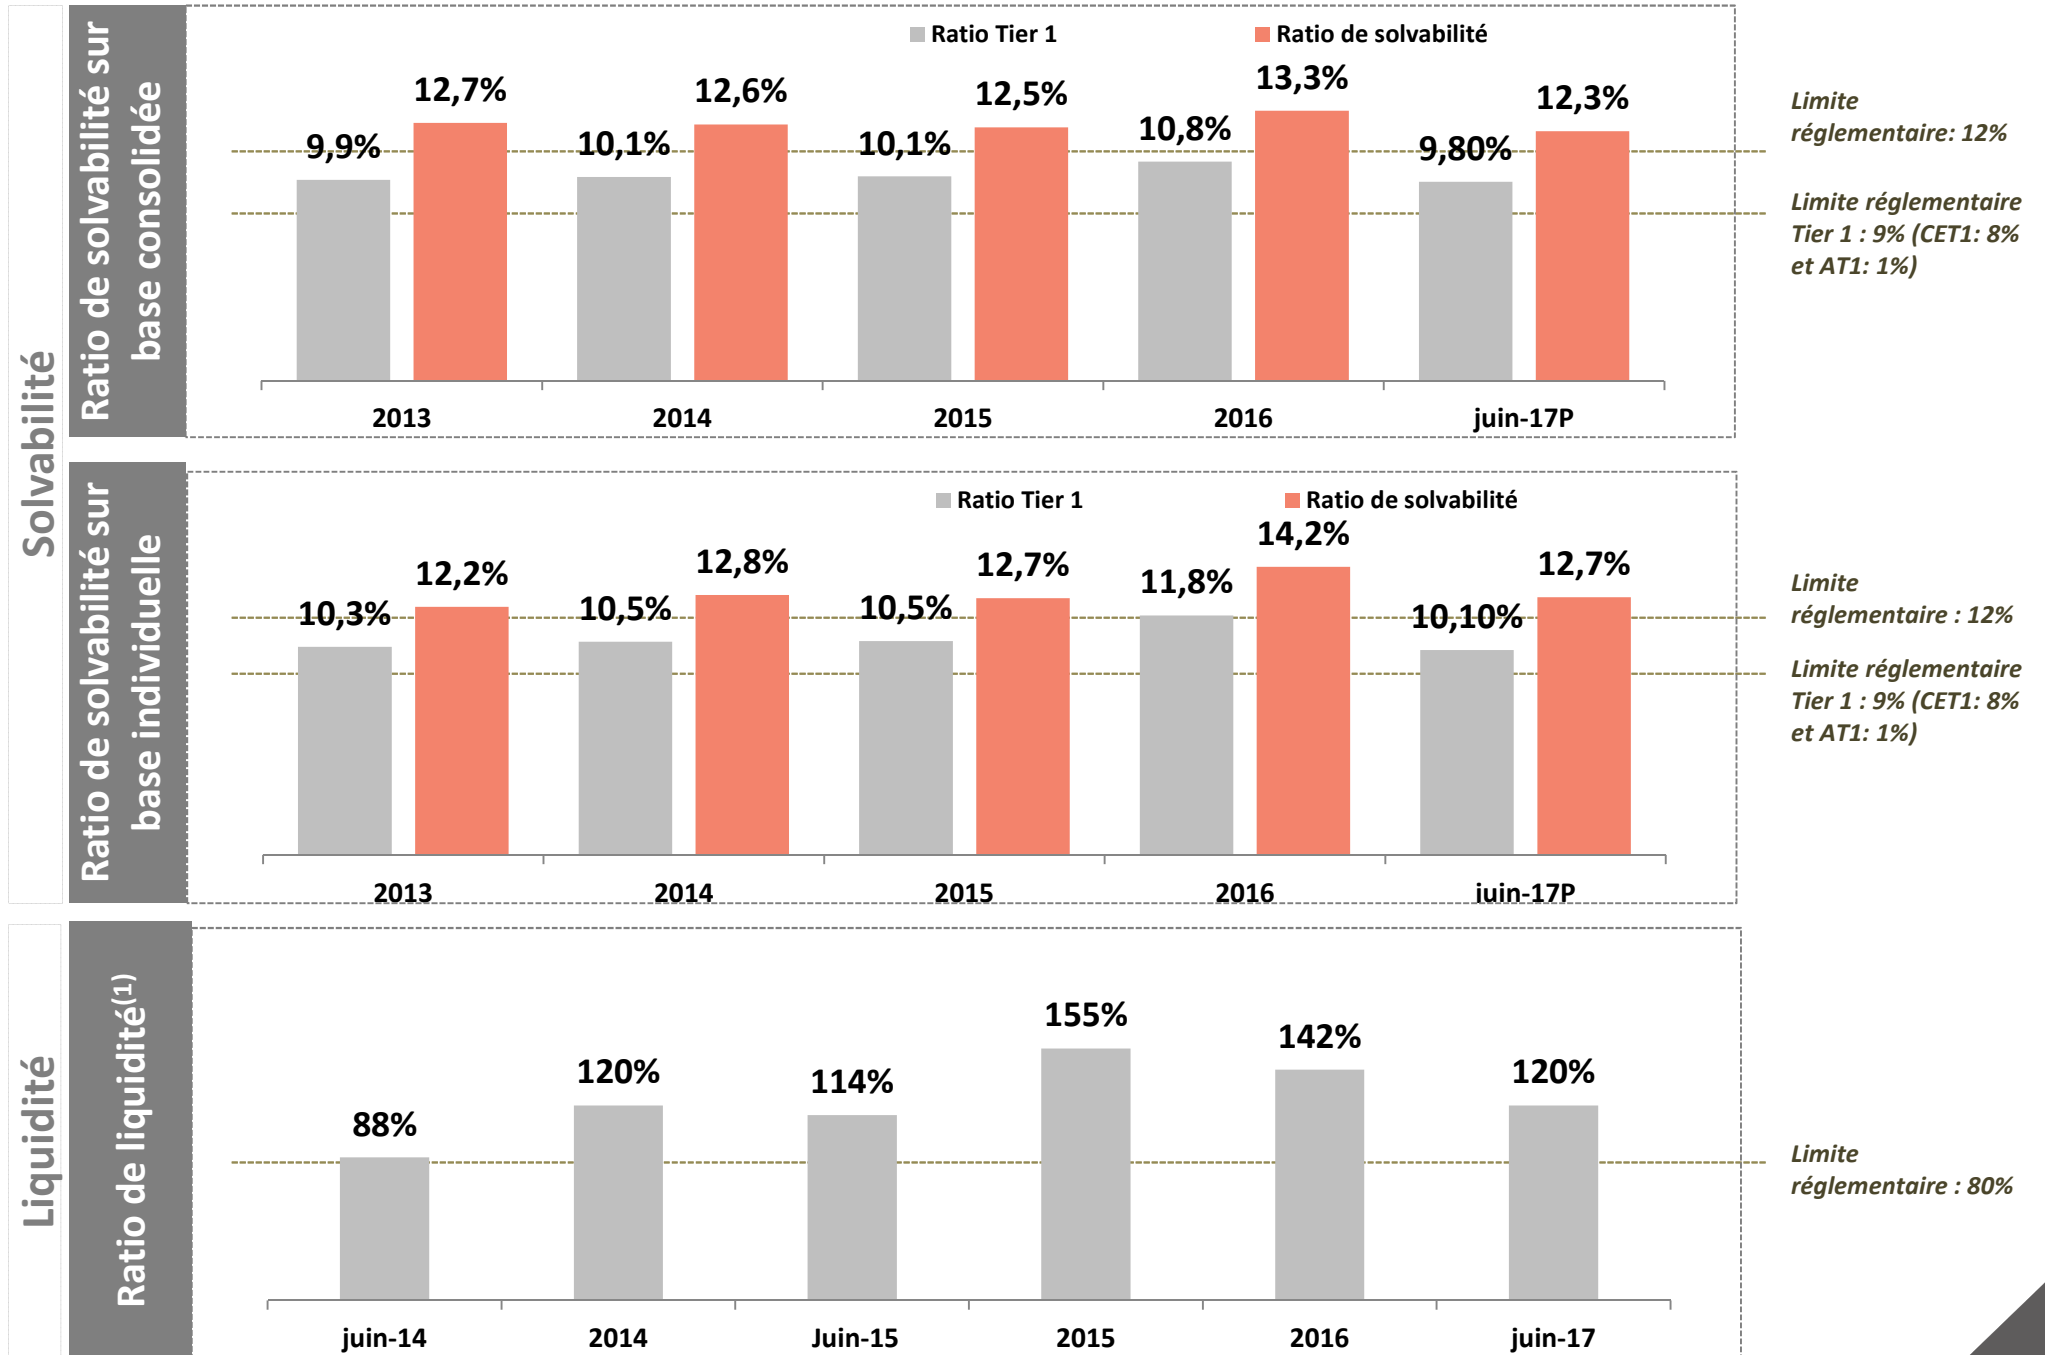 Solvabilité
Ratio de solvabilité sur
base consolidée
Ratio Tier 1
Ratio de solvabilité
9,9%
12,7%
10,1%
12,6%
10,1%
12,5%
10,8%
13,3%
9,80%
12,3%
2013
2014
2015
2016
juin-17P
Limite
réglementaire: 12%
Limite réglementaire
Tier 1 : 9% (CET1: 8%
et AT1: 1%)
Ratio de solvabilité sur
base individuelle
Ratio Tier 1
Ratio de solvabilité
10,3%
12,2%
10,5%
12,8%
10,5%
12,7%
11,8%
14,2%
10,10%
12,7%
2013
2014
2015
2016
juin-17P
Limite
réglementaire : 12%
Limite réglementaire
Tier 1 : 9% (CET1: 8%
et AT1: 1%)
Liquidité
Ratio de liquidité(1)
88%
120%
114%
155%
142%
120%
juin-14
2014
Juin-15
2015
2016
juin-17
Limite
réglementaire : 80%